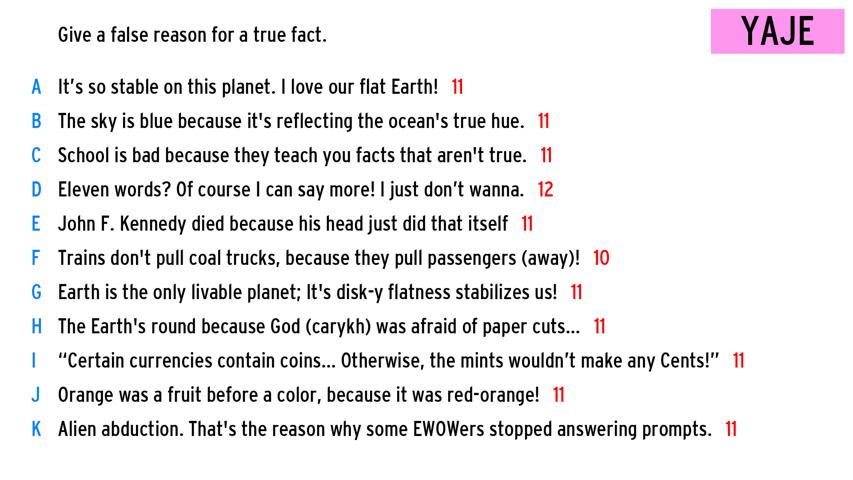 Give a false reason for a true fact.
YAJE
A It’s so stable on this planet. I love our flat Earth! 11
B The sky is blue because it's reflecting the ocean's true hue. 11
C School is bad because they teach you facts that aren't true. 11
D Eleven words? Of course I can say more! I just don’t wanna. 12
E John F. Kennedy died because his head just did that itself 11
F Trains don't pull coal trucks, because they pull passengers (away)! 10
G Earth is the only livable planet; It's disk-y flatness stabilizes us! 11
H The Earth's round because God (carykh) was afraid of paper cuts... 11
I “Certain currencies contain coins... Otherwise, the mints wouldn’t make any Cents!” 11
J Orange was a fruit before a color, because it was red-orange! 11
K Alien abduction. That's the reason why some EWOWers stopped answering prompts. 11